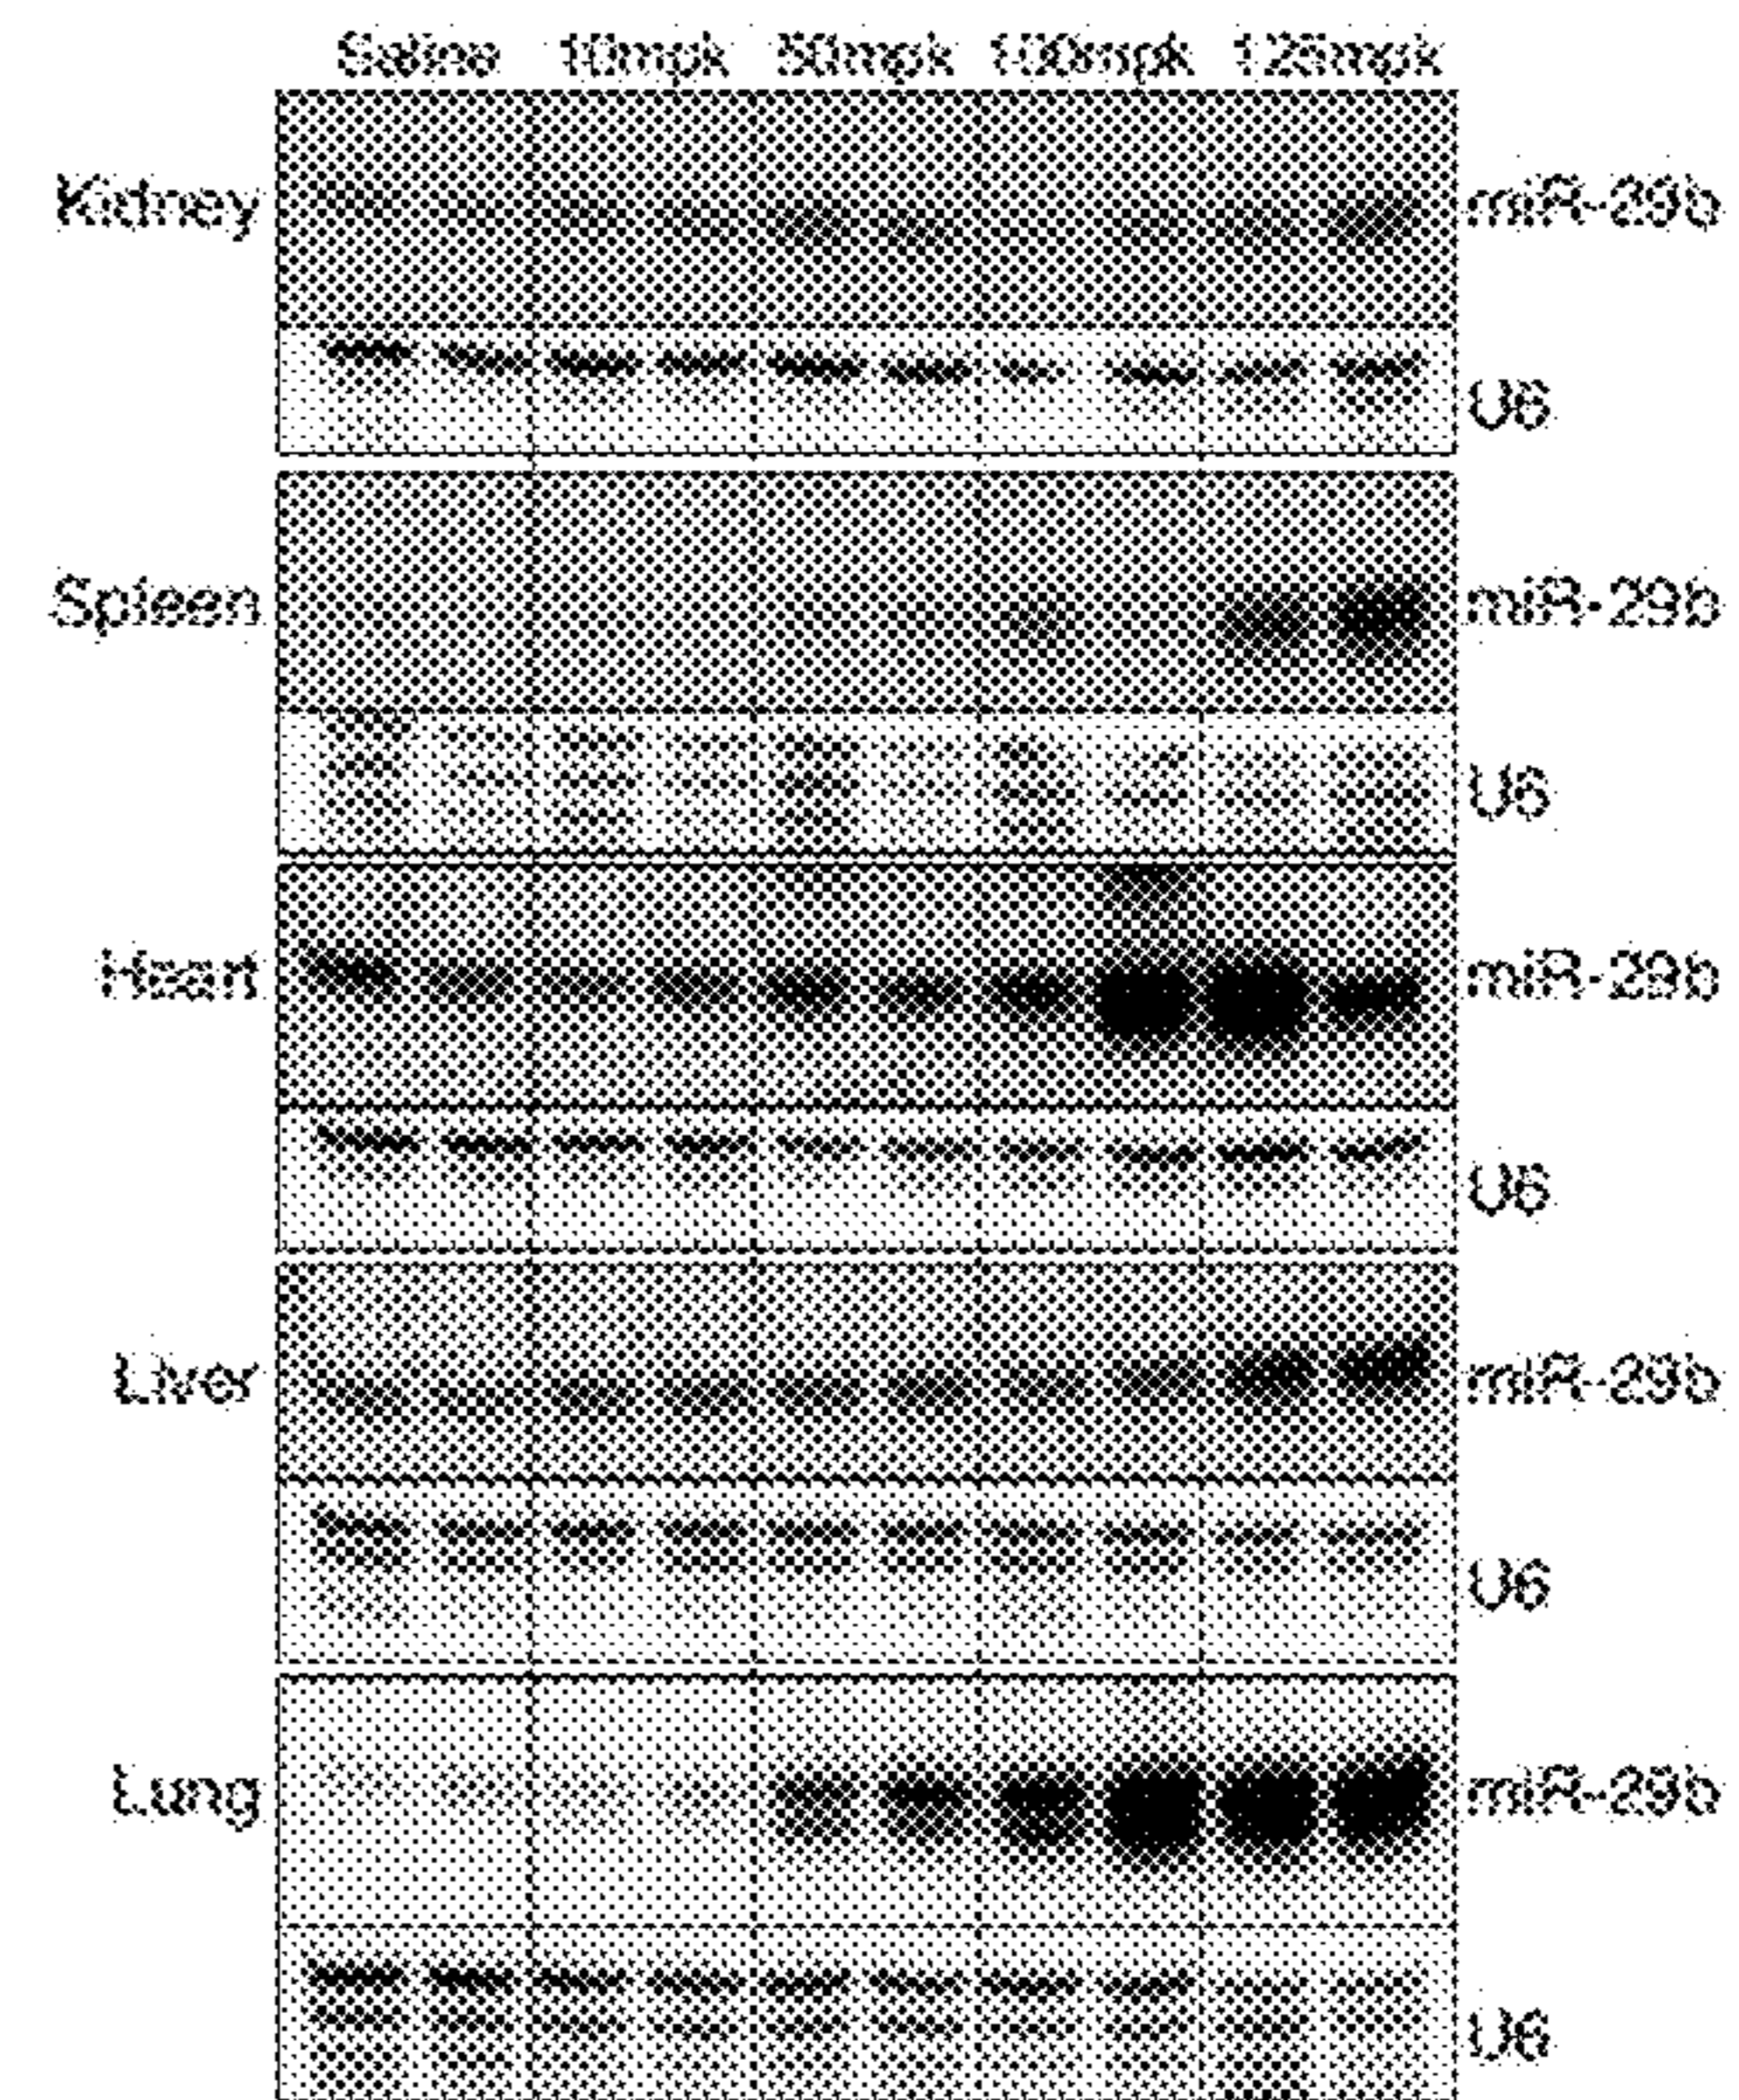 Saline 10mpk 50mpk 100mpk 125mpk
Kidney miR-29b
U6
Spleen miR-29b
U6
Heart miR-29b
U6
Liver miR-29b
U6
Lung miR-29b
U6